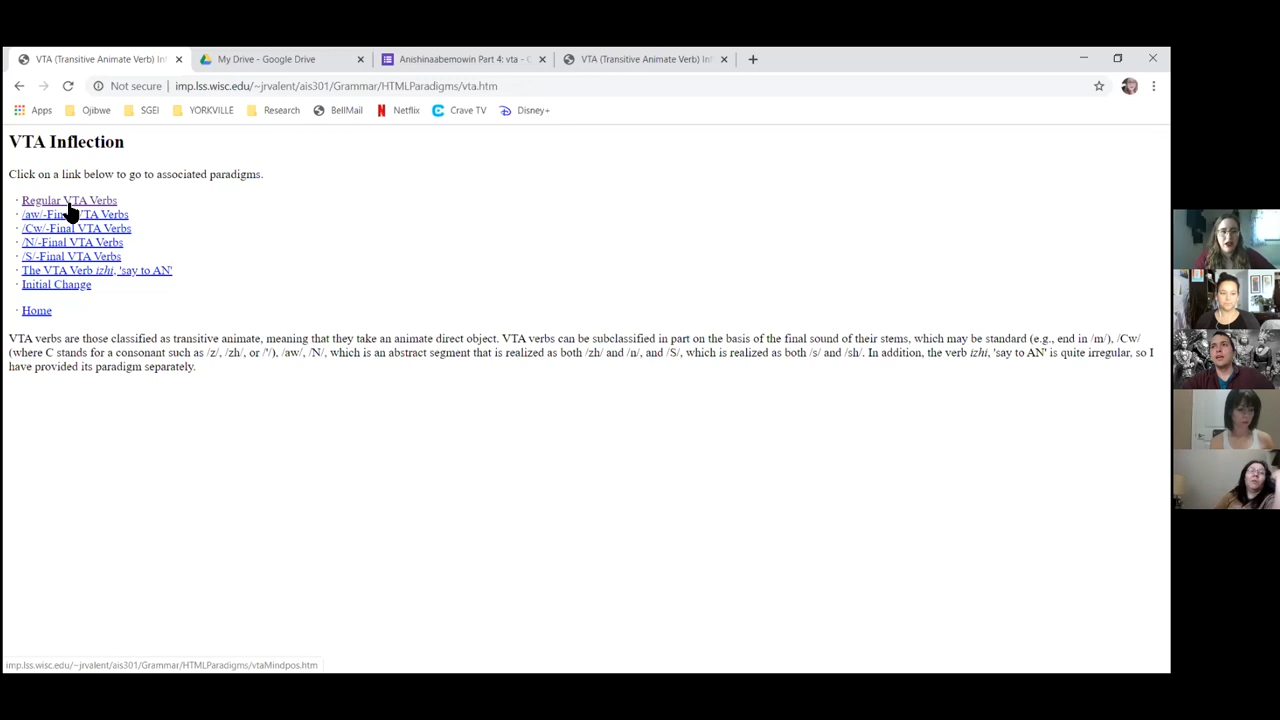 VTA (Transitive Animate Verb) In
My Drive - Google Drive
Anishinaabemowin Part 4: vta -
VTA (Transitive Animate Verb) In
Not secure | imp.lss.wisc.edu/~jrvalent/ais301/Grammar/HTMLParadigms/vta.htm
Apps Ojibwe SGEI YORKVILLE Research BellMail Netflix Crave TV Disney+
VTA Inflection
Click on a link below to go to associated paradigms.
· Regular VTA Verbs
· /aw/-Final VTA Verbs
· /Cw/-Final VTA Verbs
· /N/-Final VTA Verbs
· /S/-Final VTA Verbs
· The VTA Verb izhi, 'say to AN'
· Initial Change
· Home
VTA verbs are those classified as transitive animate, meaning that they take an animate direct object. VTA verbs can be subclassified in part on the basis of the final sound of their stems, which may be standard (e.g., end in /m/), /Cw/
(where C stands for a consonant such as /z/, /zh/, or /'/), /aw/, /N/, which is an abstract segment that is realized as both /zh/ and /n/, and /S/, which is realized as both /s/ and /sh/. In addition, the verb izhi, 'say to AN' is quite irregular, so I
have provided its paradigm separately.
imp.lss.wisc.edu/~jrvalent/ais301/Grammar/HTMLParadigms/vtaMindpos.htm